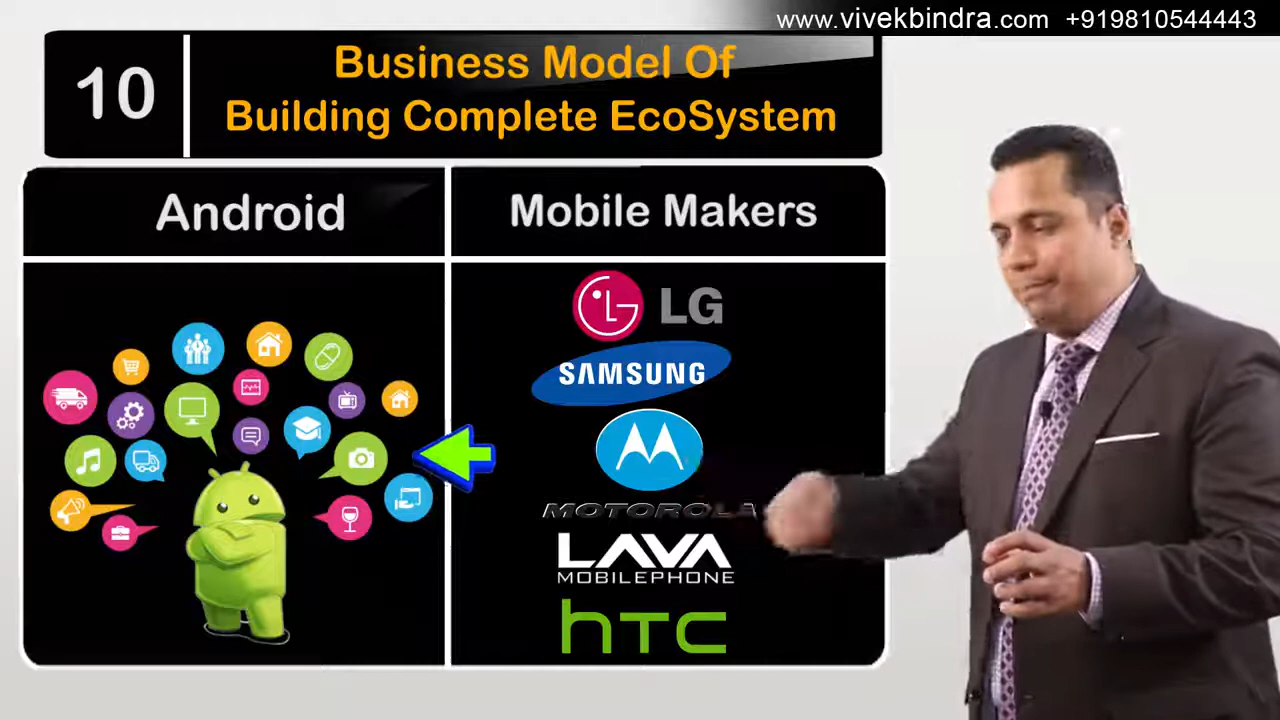 www.vivekbindra.com +919810544443
10
Business Model Of
Building Complete EcoSystem
Android
Mobile Makers
LG
SAMSUNG
MOTOROLA
LAVA
MOBILEPHONE
hTC